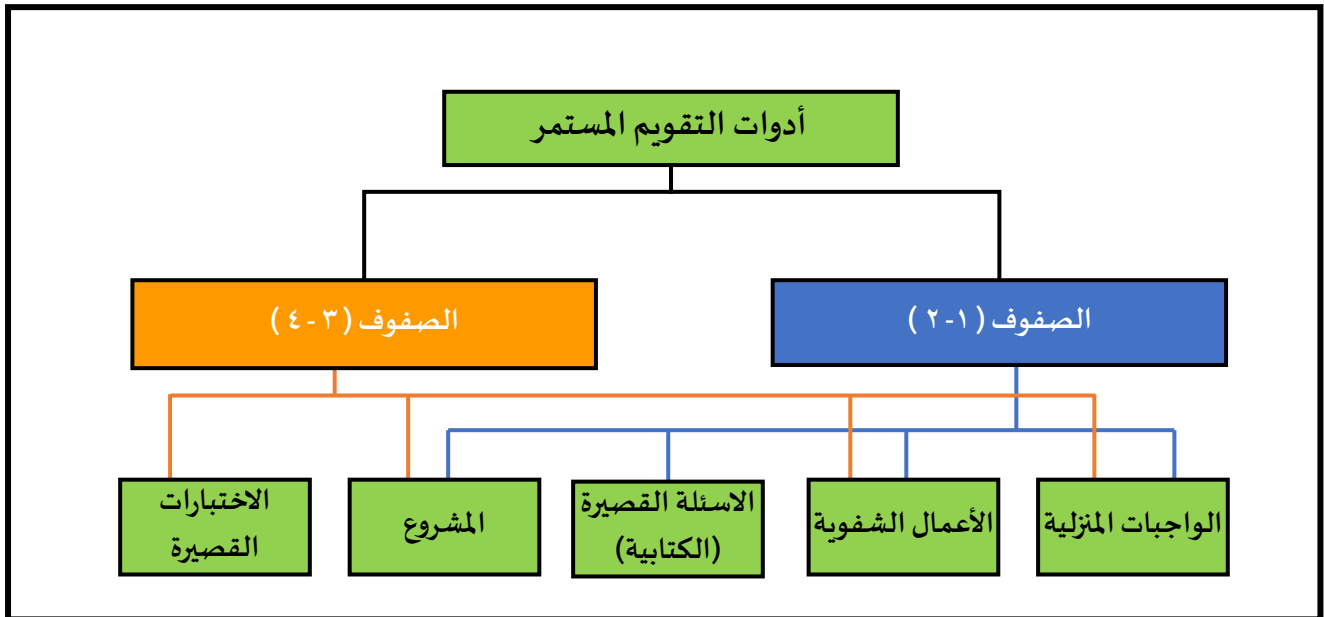 أدوات التقويم المستمر
الصفوف (١-٢)
الصفوف (٣-٤)
الواجبات المنزلية
الأعمال الشفوية
الاسئلة القصيرة
(الكتابية)
المشروع
الاختبارات
القصيرة